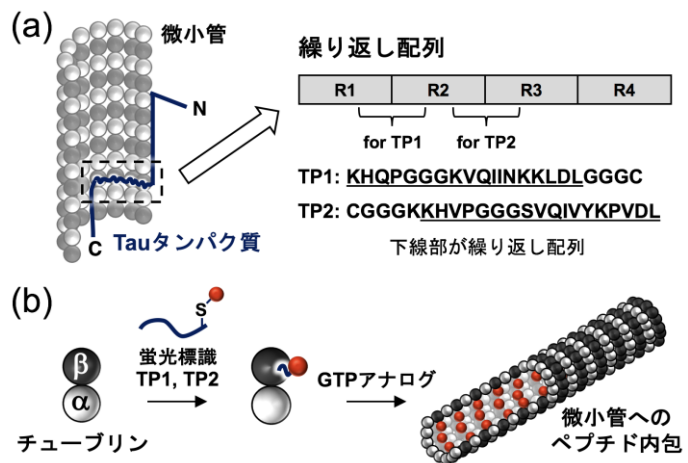 (a)
微小管
N
C
Tauタンパク質
繰り返し配列
R1 R2 R3 R4
for TP1 for TP2
TP1: KHQPGGGKVQIINKKLDLGGGC
TP2: CGGGKKHVPGGGSVQIVYKPVDL
下線部が繰り返し配列
(b)
S
β
α
チューブリン
蛍光標識
TP1, TP2
GTPアナログ
微小管への
ペプチド内包